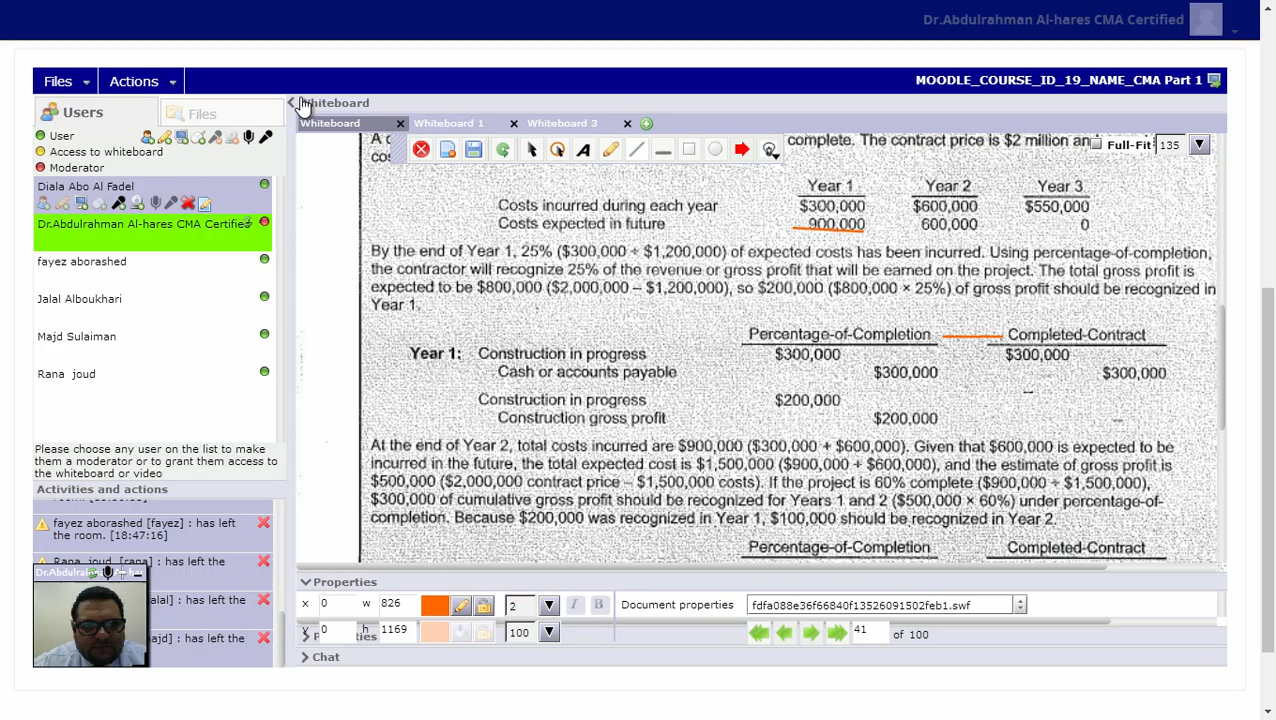 Dr.Abdulrahman Al-hares CMA Certified
Files Actions MOODLE_COURSE_ID_19_NAME_CMA Part 1
Users Files
User
Access to whiteboard
Moderator
Diala Abo Al Fadel
Dr.Abdulrahman Al-hares CMA Certified
fayez aborashed
Jalal Alboukhari
Majd Sulaiman
Rana joud
Please choose any user on the list to make
them a moderator or to grant them access to
the whiteboard or video
Activities and actions
fayez aborashed [fayez] : has left
the room. [18:47:16]
Rana joud [rana] : has left the
alal] : has left the
majd] : has left the
Whiteboard
Whiteboard Whiteboard 1 Whiteboard 3
complete. The contract price is $2 million an
Full-Fit: 135
Year 1 Year 2 Year 3
Costs incurred during each year $300,000 $600,000 $550,000
Costs expected in future 900,000 600,000 0
By the end of Year 1, 25% ($300,000 ÷ $1,200,000) of expected costs has been incurred. Using percentage-of-completion,
the contractor will recognize 25% of the revenue or gross profit that will be earned on the project. The total gross profit is
expected to be $800,000 ($2,000,000 – $1,200,000), so $200,000 ($800,000 × 25%) of gross profit should be recognized in
Year 1.
Percentage-of-Completion Completed-Contract
Year 1: Construction in progress $300,000 $300,000
Cash or accounts payable $300,000 $300,000
Construction in progress $200,000 –
Construction gross profit $200,000 –
At the end of Year 2, total costs incurred are $900,000 ($300,000 + $600,000). Given that $600,000 is expected to be
incurred in the future, the total expected cost is $1,500,000 ($900,000 + $600,000), and the estimate of gross profit is
$500,000 ($2,000,000 contract price – $1,500,000 costs). If the project is 60% complete ($900,000 ÷ $1,500,000),
$300,000 of cumulative gross profit should be recognized for Years 1 and 2 ($500,000 × 60%) under percentage-of-
completion. Because $200,000 was recognized in Year 1, $100,000 should be recognized in Year 2.
Percentage-of-Completion Completed-Contract
Properties
x 0 w 826 2 I B Document properties fdfa088e36f66840f13526091502feb1.swf
y 0 h 1169 100 41 of 100
Chat